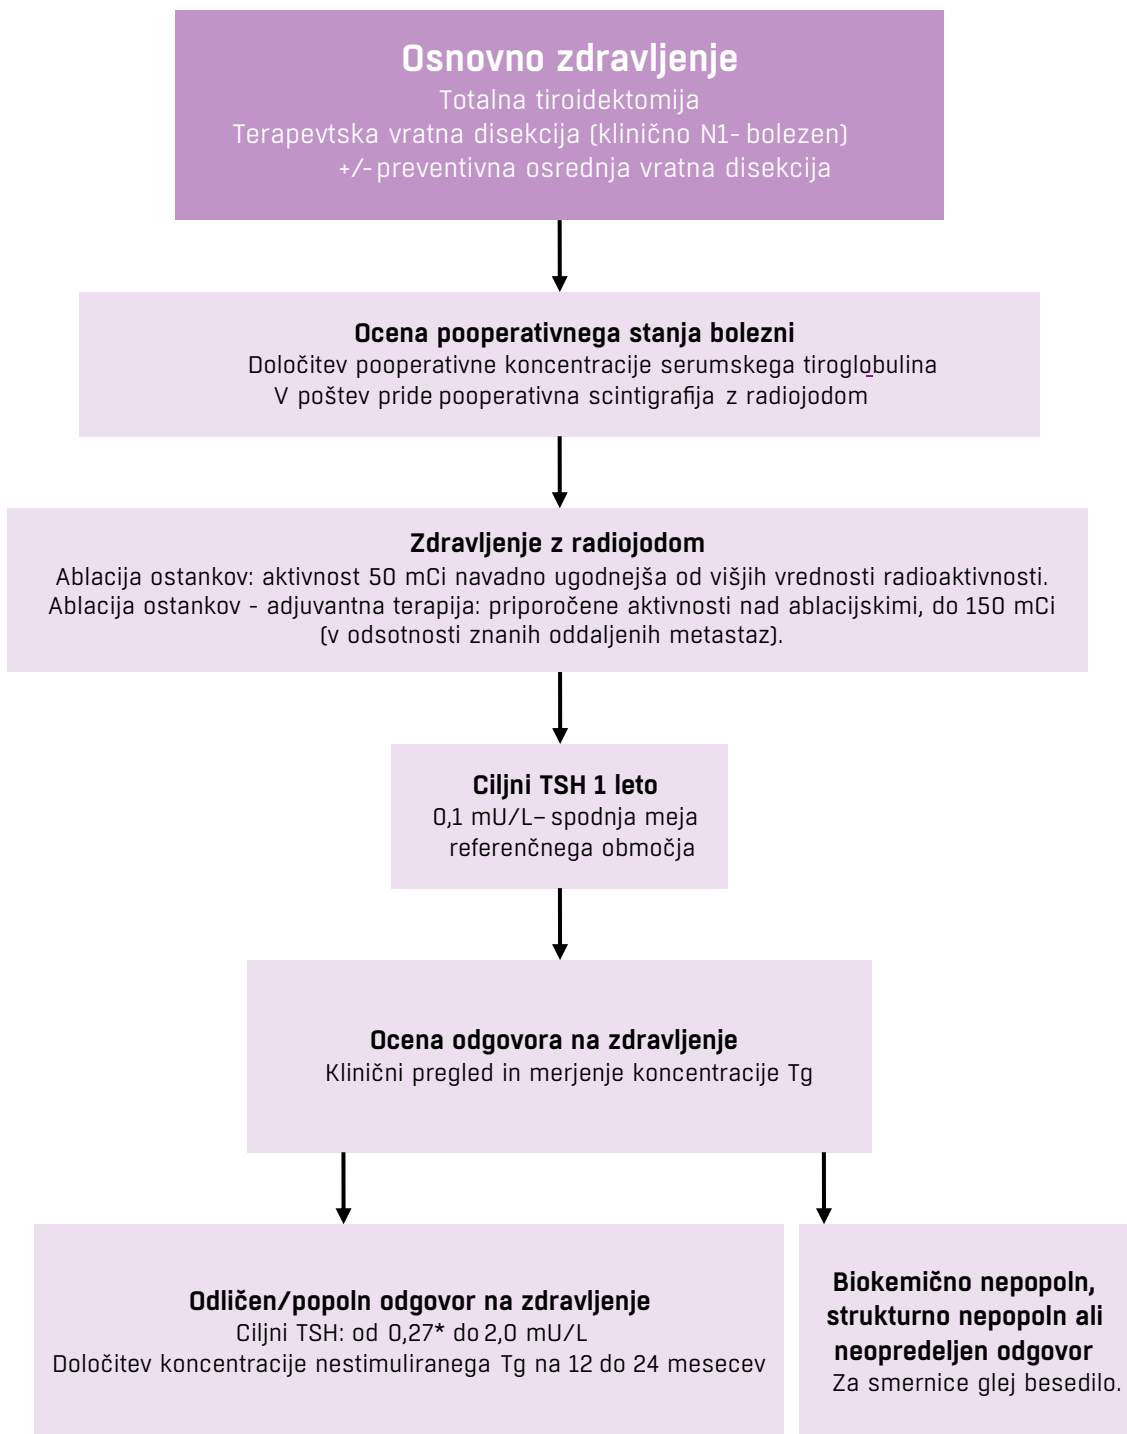 Osnovno zdravljenje
Totalna tiroidektomija
Terapevtska vratna disekcija (klinično N1- bolezen)
+/- preventivna osrednja vratna disekcija
Ocena pooperativnega stanja bolezni
Določitev pooperativne koncentracije serumskega tiroglobulina
V poštev pride pooperativna scintigrafija z radiojodom
Zdravljenje z radiojodom
Ablacija ostankov: aktivnost 50 mCi navadno ugodnejša od višjih vrednosti radioaktivnosti.
Ablacija ostankov - adjuvantna terapija: priporočene aktivnosti nad ablacijskimi, do 150 mCi
(v odsotnosti znanih oddaljenih metastaz).
Ciljni TSH 1 leto
0,1 mU/L– spodnja meja
referenčnega območja
Ocena odgovora na zdravljenje
Klinični pregled in merjenje koncentracije Tg
Odličen/popoln odgovor na zdravljenje
Ciljni TSH: od 0,27* do 2,0 mU/L
Določitev koncentracije nestimuliranega Tg na 12 do 24 mesecev
Biokemično nepopoln,
strukturno nepopoln ali
neopredeljen odgovor
Za smernice glej besedilo.